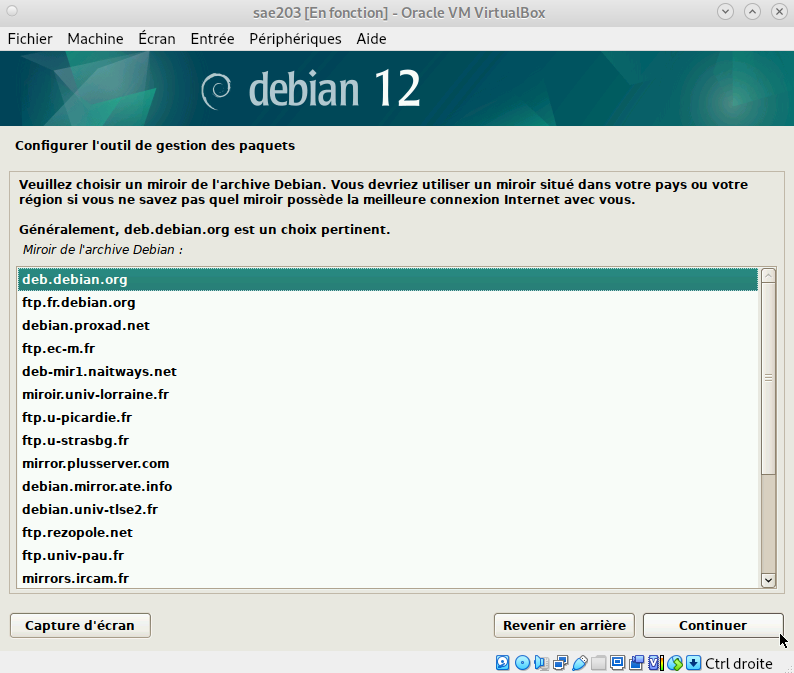 sae203 [En fonction] - Oracle VM VirtualBox
Fichier Machine Écran Entrée Périphériques Aide
debian 12
Configurer l'outil de gestion des paquets
Veuillez choisir un miroir de l'archive Debian. Vous devriez utiliser un miroir situé dans votre pays ou votre
région si vous ne savez pas quel miroir possède la meilleure connexion Internet avec vous.
Généralement, deb.debian.org est un choix pertinent.
Miroir de l'archive Debian :
deb.debian.org
ftp.fr.debian.org
debian.proxad.net
ftp.ec-m.fr
deb-mir1.naitways.net
miroir.univ-lorraine.fr
ftp.u-picardie.fr
ftp.u-strasbg.fr
mirror.plusserver.com
debian.mirror.ate.info
debian.univ-tlse2.fr
ftp.rezopole.net
ftp.univ-pau.fr
mirrors.ircam.fr
Capture d'écran Revenir en arrière Continuer
Ctrl droite